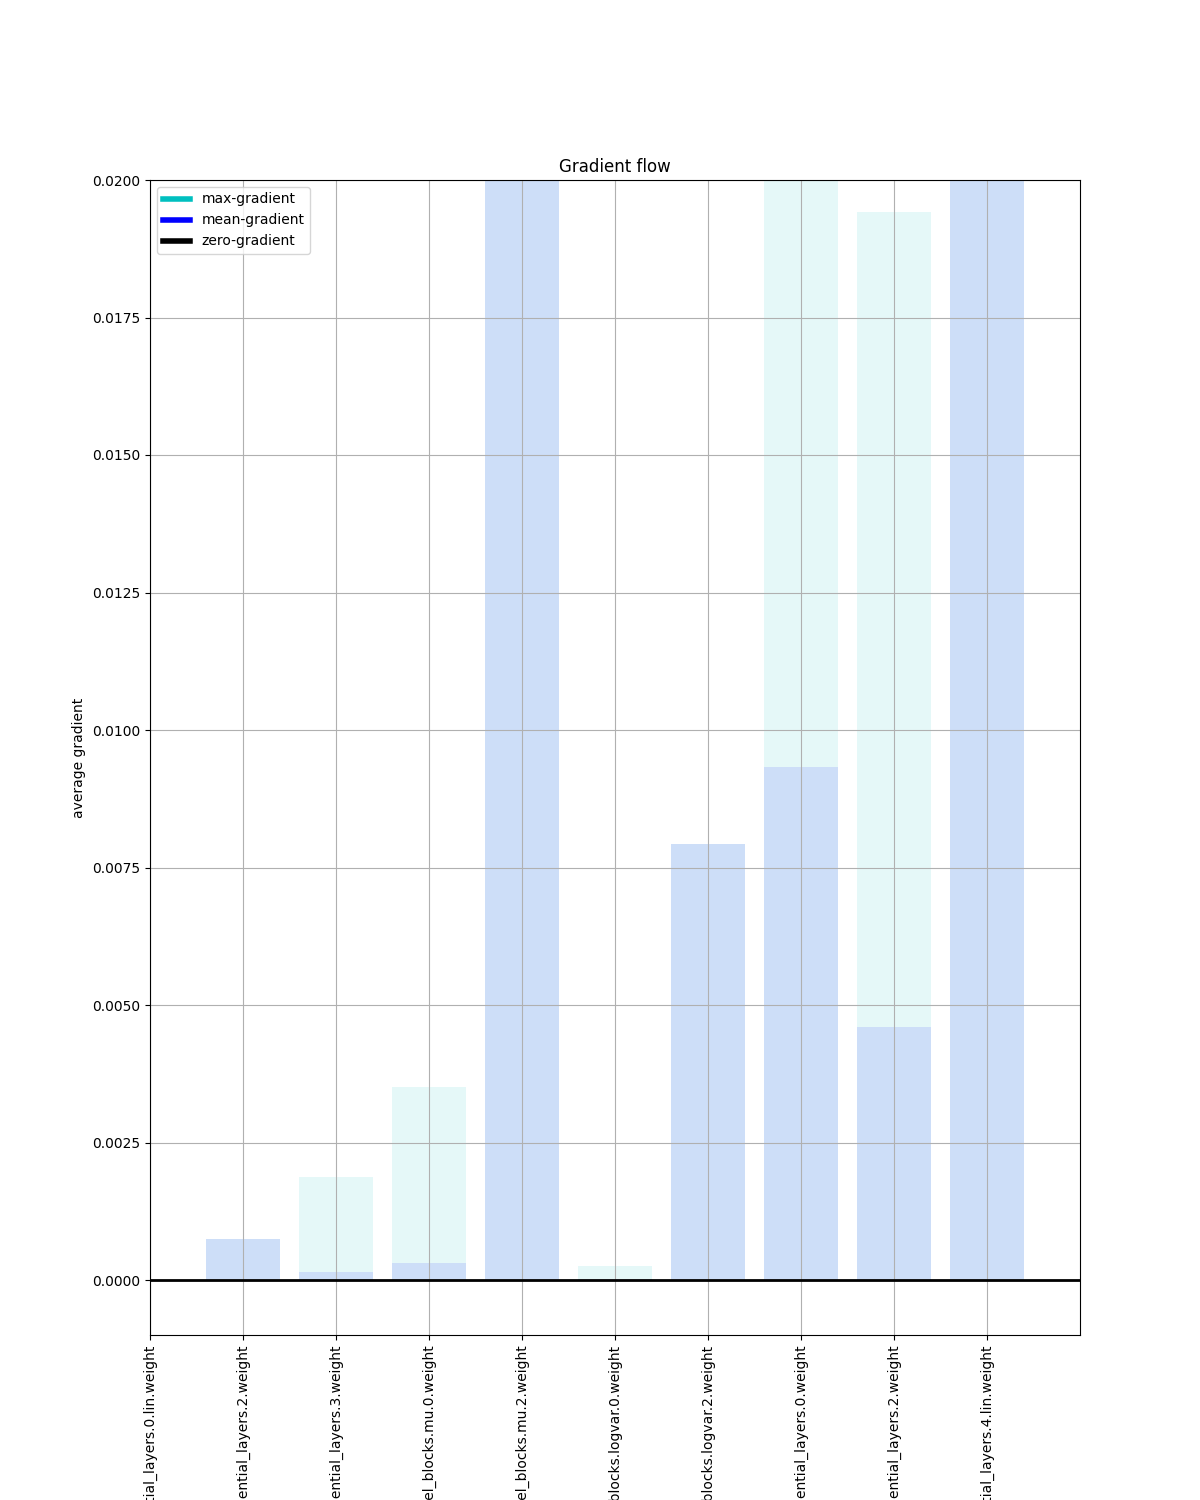 Gradient flow
max-gradient
mean-gradient
zero-gradient
0.0200
0.0175
0.0150
0.0125
0.0100
0.0075
0.0050
0.0025
0.0000
average gradient
tial_layers.0.lin.weight
ential_layers.2.weight
ential_layers.3.weight
el_blocks.mu.0.weight
el_blocks.mu.2.weight
blocks.logvar.0.weight
blocks.logvar.2.weight
ential_layers.0.weight
ential_layers.2.weight
tial_layers.4.lin.weight